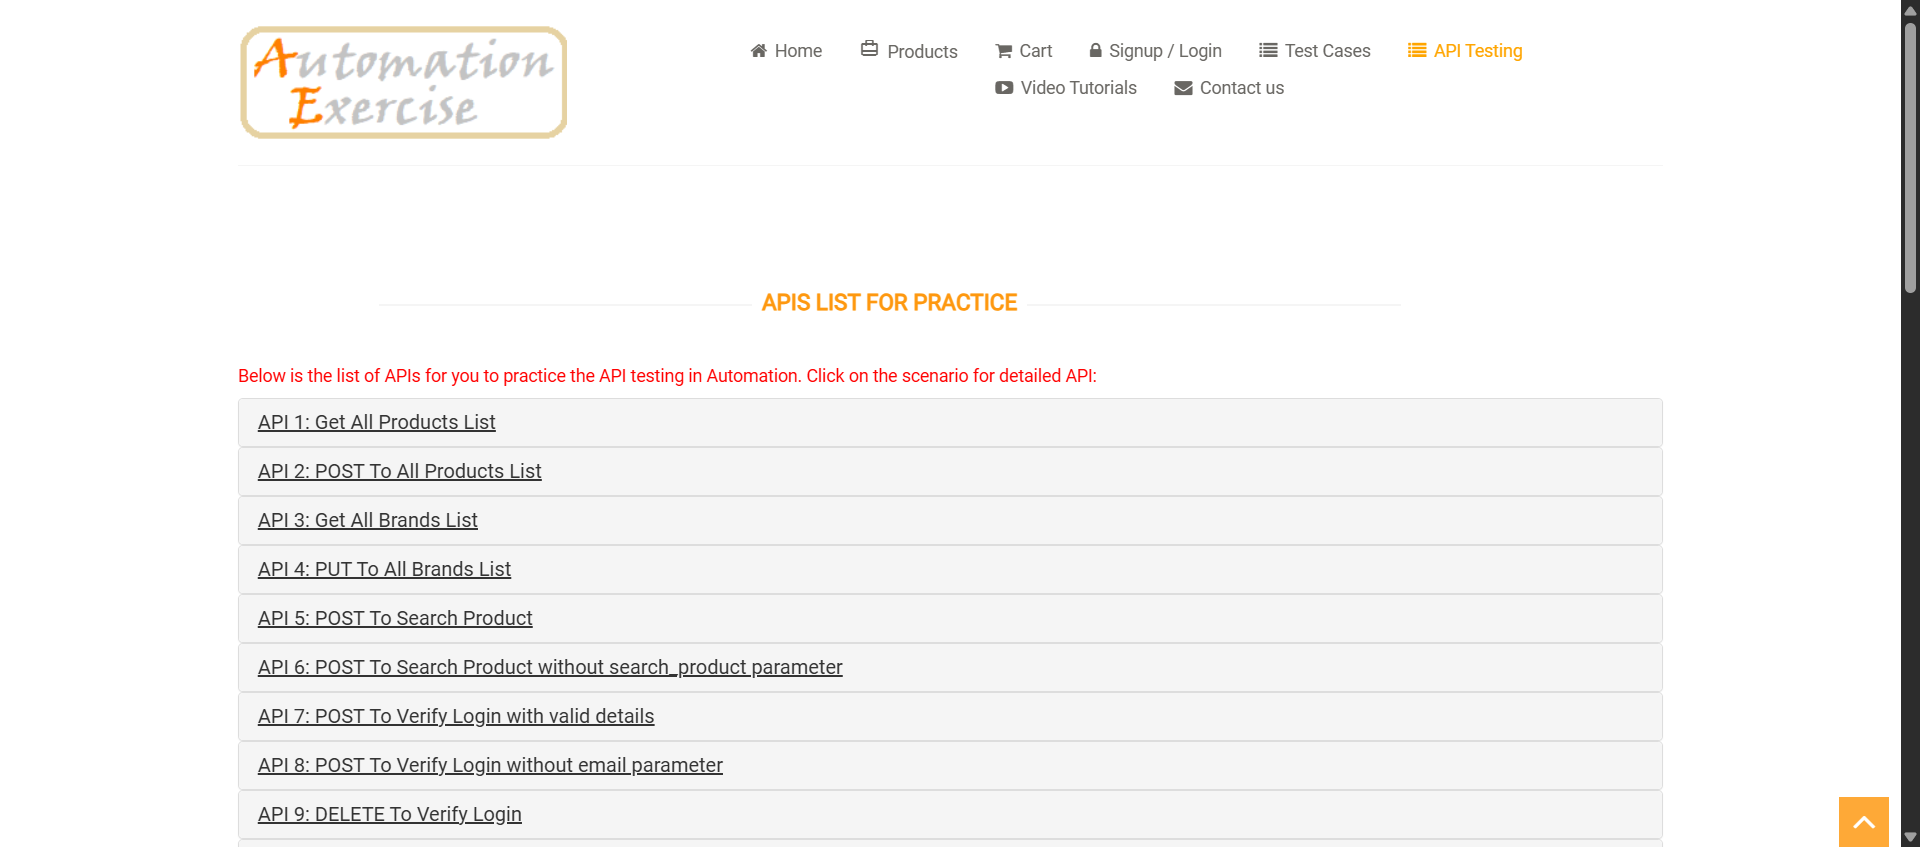 Automation
Exercise
Home
Products
Cart
Signup / Login
Test Cases
API Testing
Video Tutorials
Contact us
APIS LIST FOR PRACTICE
Below is the list of APIs for you to practice the API testing in Automation. Click on the scenario for detailed API:
API 1: Get All Products List
API 2: POST To All Products List
API 3: Get All Brands List
API 4: PUT To All Brands List
API 5: POST To Search Product
API 6: POST To Search Product without search_product parameter
API 7: POST To Verify Login with valid details
API 8: POST To Verify Login without email parameter
API 9: DELETE To Verify Login